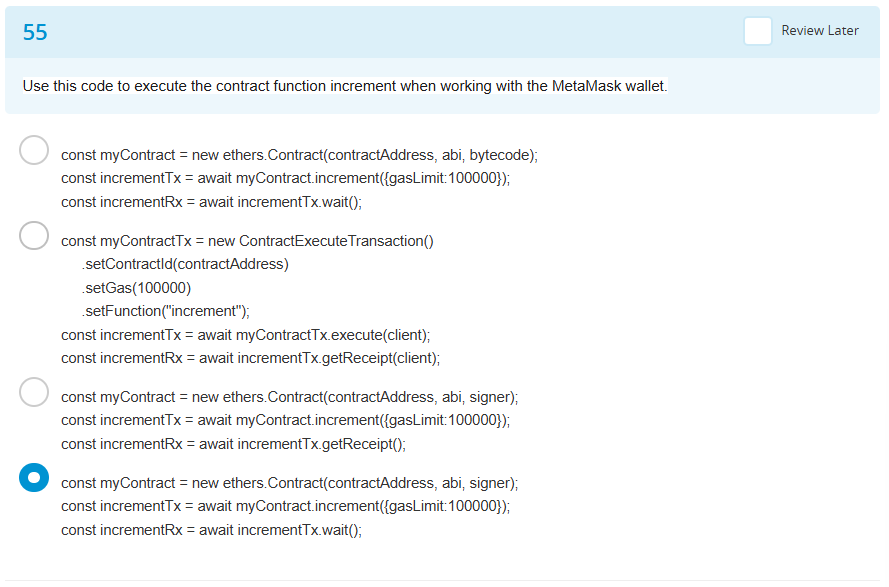 55
Review Later
Use this code to execute the contract function increment when working with the MetaMask wallet.
const myContract = new ethers.Contract(contractAddress, abi, bytecode);
const incrementTx = await myContract.increment({gasLimit:100000});
const incrementRx = await incrementTx.wait();
const myContractTx = new ContractExecuteTransaction()
.setContractId(contractAddress)
.setGas(100000)
.setFunction("increment");
const incrementTx = await myContractTx.execute(client);
const incrementRx = await incrementTx.getReceipt(client);
const myContract = new ethers.Contract(contractAddress, abi, signer);
const incrementTx = await myContract.increment({gasLimit:100000});
const incrementRx = await incrementTx.getReceipt();
const myContract = new ethers.Contract(contractAddress, abi, signer);
const incrementTx = await myContract.increment({gasLimit:100000});
const incrementRx = await incrementTx.wait();